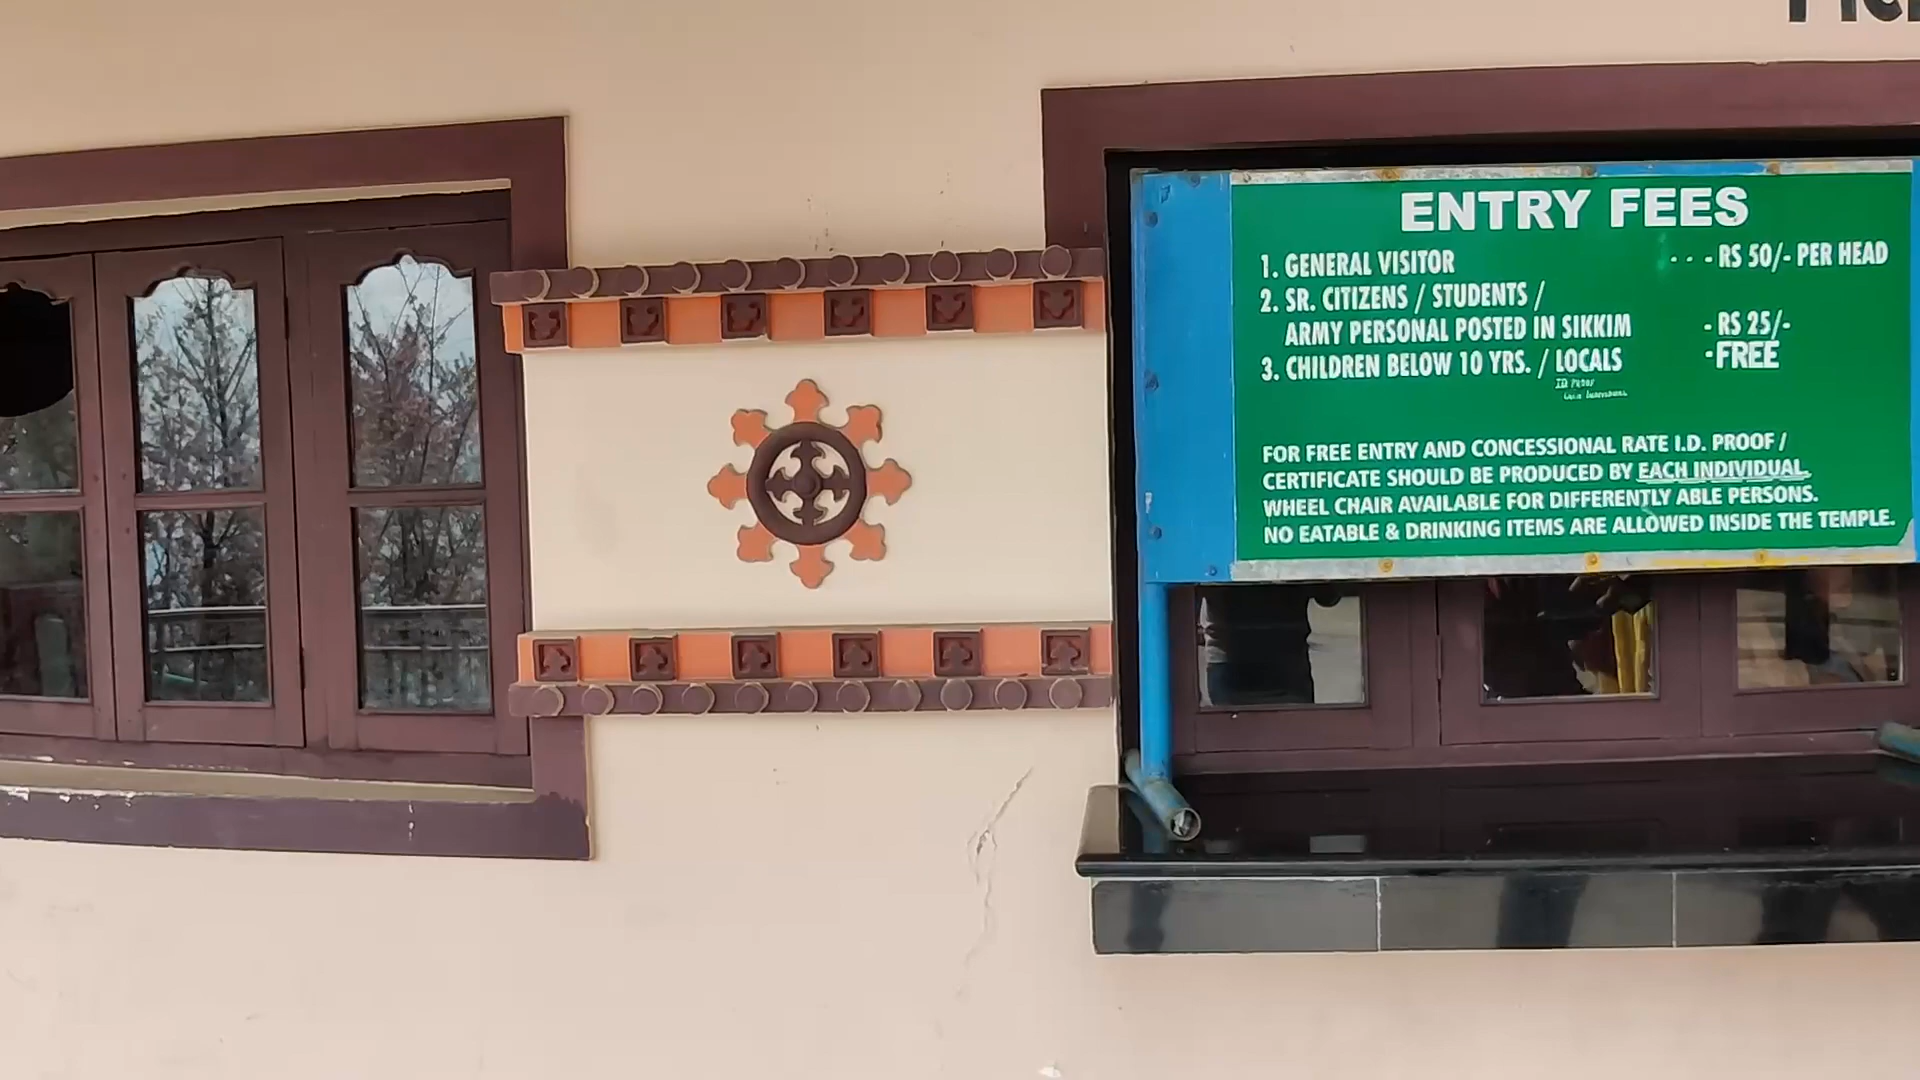 ENTRY FEES
1. GENERAL VISITOR ... - RS 50/- PER HEAD
2. SR. CITIZENS / STUDENTS /
ARMY PERSONAL POSTED IN SIKKIM - RS 25/-
3. CHILDREN BELOW 10 YRS. / LOCALS - FREE
ID Proof
FOR FREE ENTRY AND CONCESSIONAL RATE I.D. PROOF /
CERTIFICATE SHOULD BE PRODUCED BY EACH INDIVIDUAL.
WHEEL CHAIR AVAILABLE FOR DIFFERENTLY ABLE PERSONS.
NO EATABLE & DRINKING ITEMS ARE ALLOWED INSIDE THE TEMPLE.